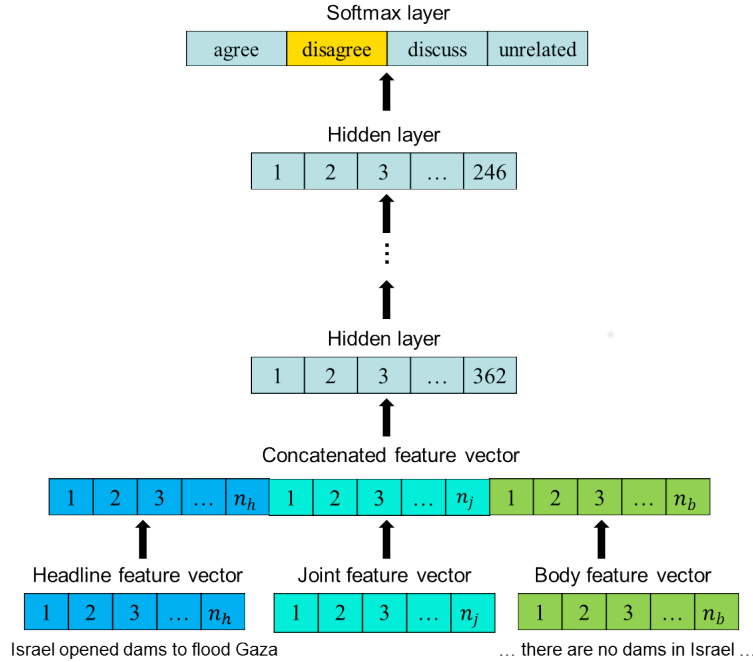 Softmax layer
agree disagree discuss unrelated
Hidden layer
1 2 3 … 246
⋮
Hidden layer
1 2 3 … 362
Concatenated feature vector
1 2 3 … n_h 1 2 3 … n_j 1 2 3 … n_b
Headline feature vector Joint feature vector Body feature vector
1 2 3 … n_h 1 2 3 … n_j 1 2 3 … n_b
Israel opened dams to flood Gaza … there are no dams in Israel …